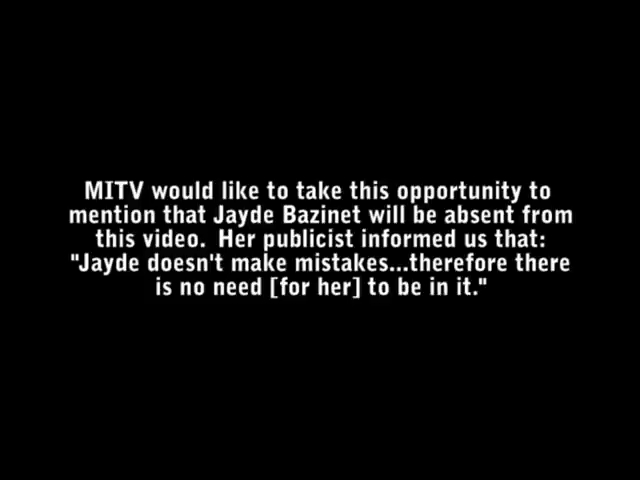 MITV would like to take this opportunity to
mention that Jayde Bazinet will be absent from
this video.  Her publicist informed us that:
"Jayde doesn't make mistakes...therefore there
is no need [for her] to be in it."